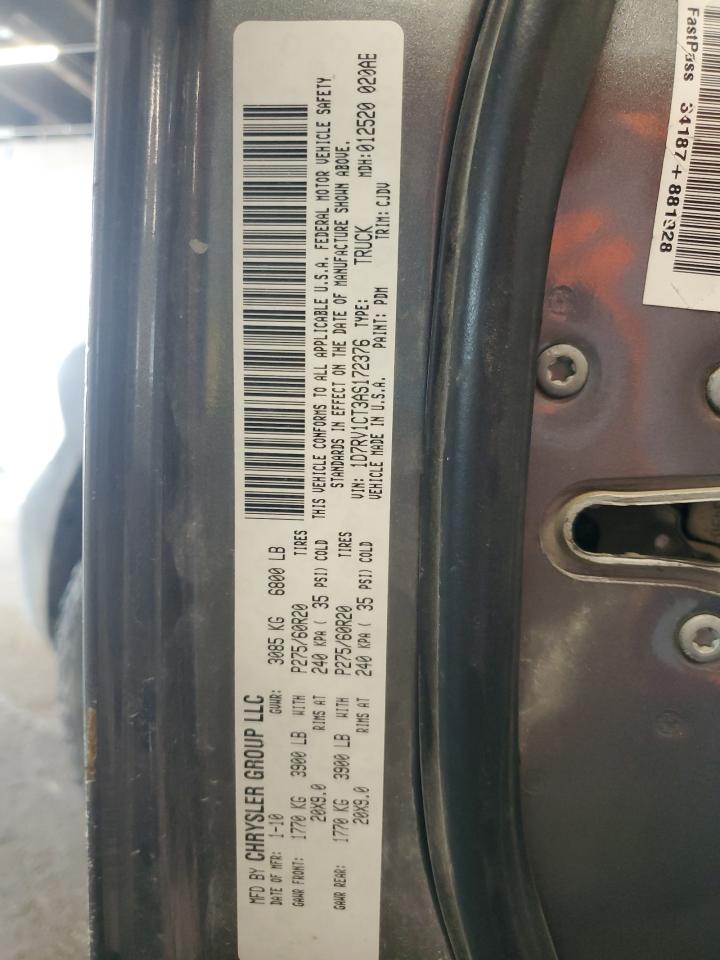 MFD BY CHRYSLER GROUP LLC
DATE OF MFR: 1-10 GVWR: 3085 KG 6800 LB
GAWR FRONT: 1770 KG 3900 LB WITH P275/60R20 TIRES
20X9.0 RIMS AT 240 KPA ( 35 PSI) COLD
GAWR REAR: 1770 KG 3900 LB WITH P275/60R20 TIRES
20X9.0 RIMS AT 240 KPA ( 35 PSI) COLD
THIS VEHICLE CONFORMS TO ALL APPLICABLE U.S.A. FEDERAL MOTOR VEHICLE SAFETY
STANDARDS IN EFFECT ON THE DATE OF MANUFACTURE SHOWN ABOVE.
VIN: 1D7RV1CT3AS172376 TYPE: TRUCK MDH:012520 020AE
VEHICLE MADE IN U.S.A. PAINT: PDM TRIM: CJDV
FastPass 34187+881928